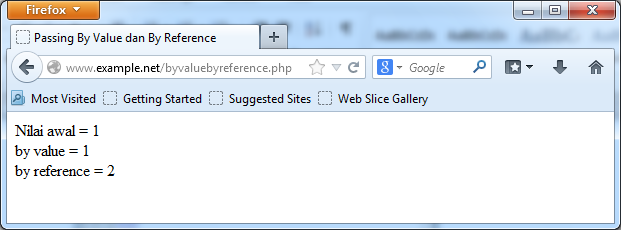 Firefox
Passing By Value dan By Reference
www.example.net/byvaluebyreference.php
Google
Most Visited Getting Started Suggested Sites Web Slice Gallery
Nilai awal = 1
by value = 1
by reference = 2